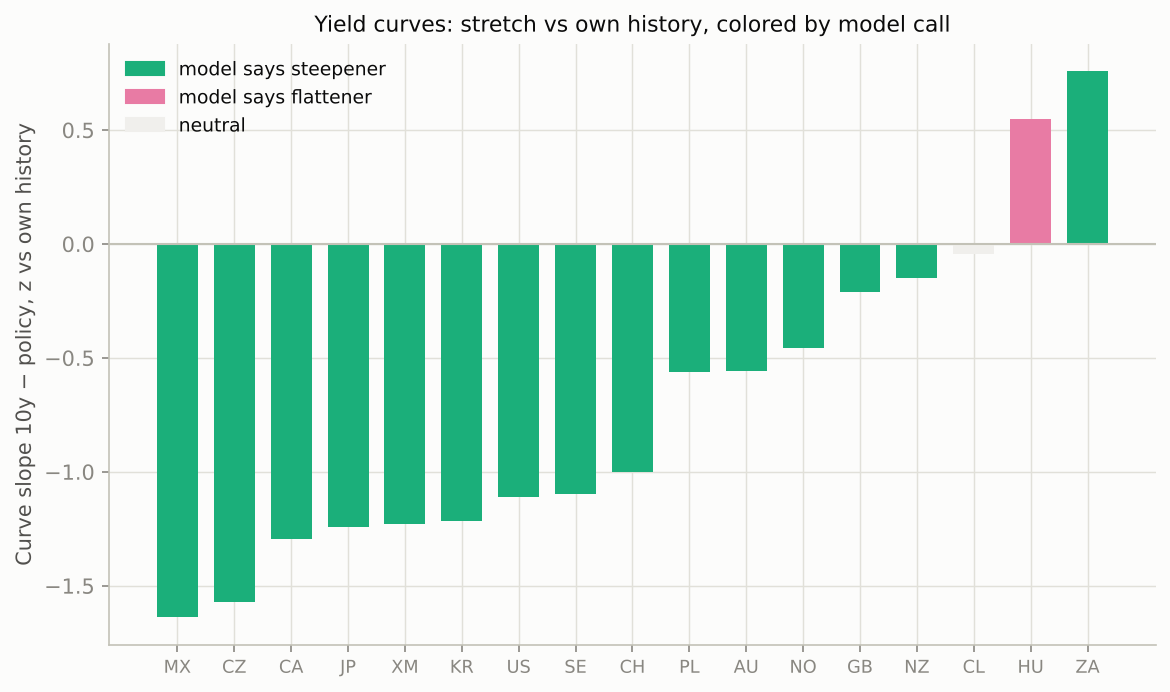 Yield curves: stretch vs own history, colored by model call
model says steepener
model says flattener
neutral
Curve slope 10y − policy, z vs own history
0.5
0.0
−0.5
−1.0
−1.5
MX CZ CA JP XM KR US SE CH PL AU NO GB NZ CL HU ZA